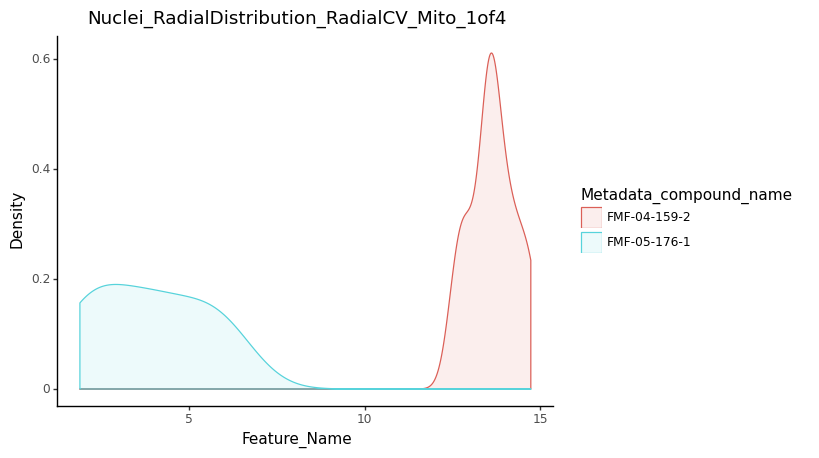 Nuclei_RadialDistribution_RadialCV_Mito_1of4
0.6
0.4
0.2
0
Density
5
10
15
Feature_Name
Metadata_compound_name
FMF-04-159-2
FMF-05-176-1